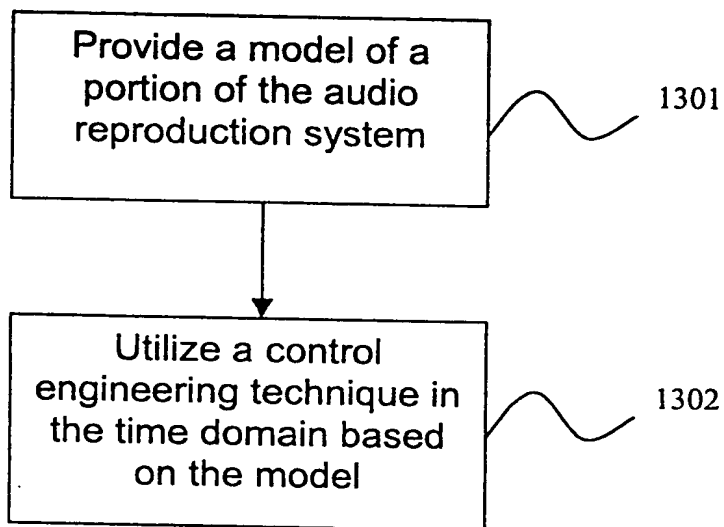 Provide a model of a
portion of the audio
reproduction system
1301
Utilize a control
engineering technique in
the time domain based
on the model
1302